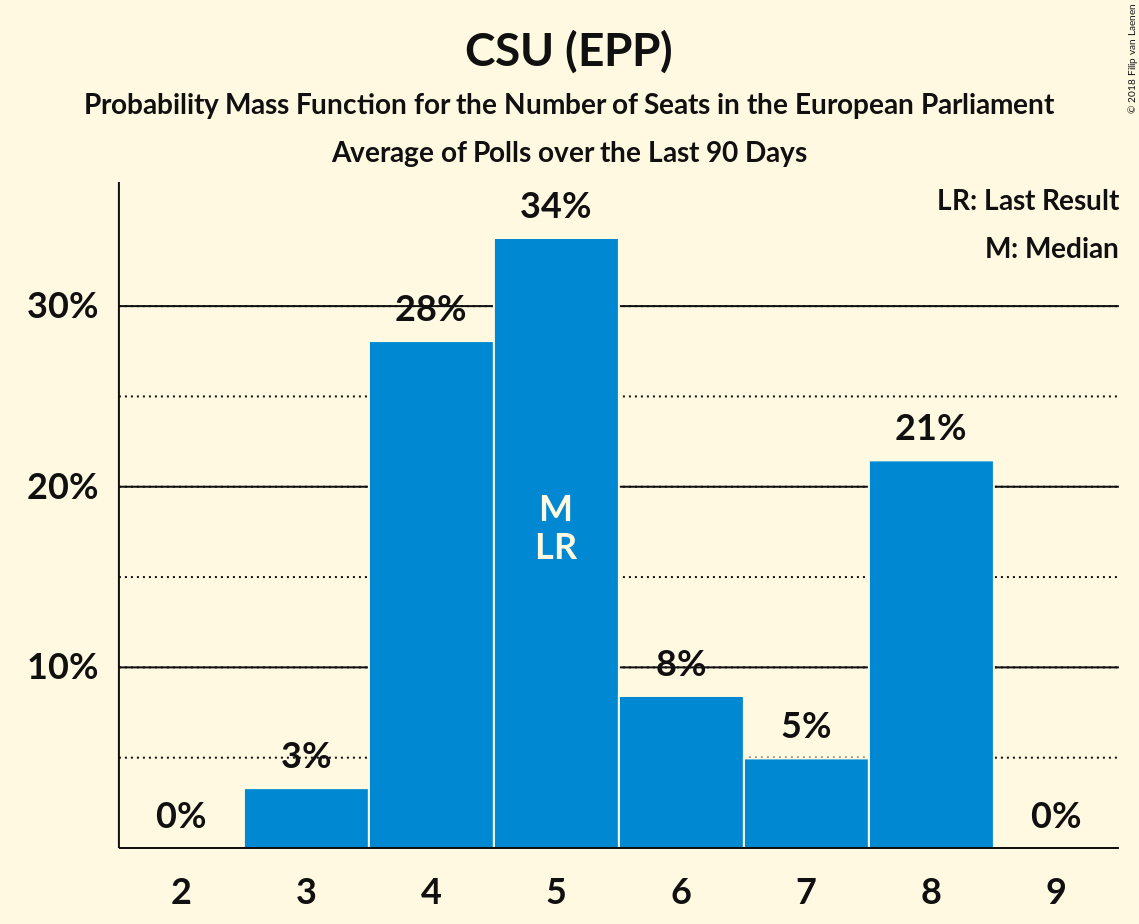 CSU (EPP)
Probability Mass Function for the Number of Seats in the European Parliament
Average of Polls over the Last 90 Days
© 2018 Filip van Laenen
LR: Last Result
M: Median
34%
28%
21%
8%
5%
3%
0%
0%
M
LR
30%
20%
10%
2 3 4 5 6 7 8 9